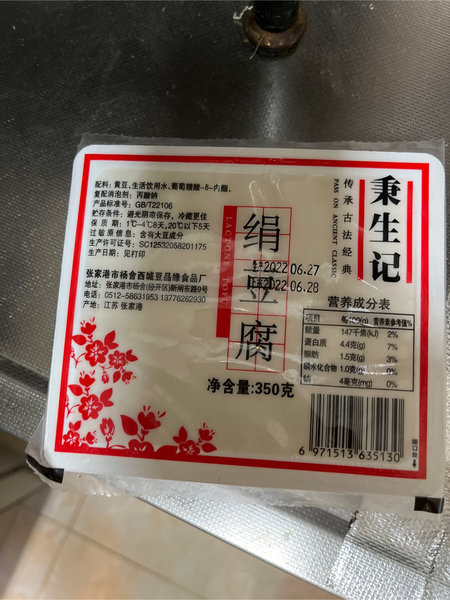 秉生记
传承古法经典
PASS ON ANCIENT CLASSIC
配料：黄豆、生活饮用水、葡萄糖酸-δ-内酯、
复配消泡剂：丙酸钠
产品标准号：GB/T22106
贮存条件：避光阴凉保存，冷藏更佳
保质期：1℃-4℃8天，20℃以下5天
过敏原信息：含有大豆成分
生产许可证号：SC12532058201175
生产日期：见打印
张家港市杨舍西城豆品缘食品厂
地址：张家港市杨舍(经开区)新闸东路9号
电话：0512-58631953 13776262930
产地：江苏 张家港
LACTONE TOFU
绢豆腐
2022.06.27
2022.06.28
净含量:350克
营养成分表
项目 营养素参考值%
能量 147千焦(kJ) 2%
蛋白质 4.4克(g) 7%
脂肪 1.5克(g) 3%
碳水化合物 1.0克(g) 0%
钠 4毫克(mg) 0%
6 971513 635130
撕口处